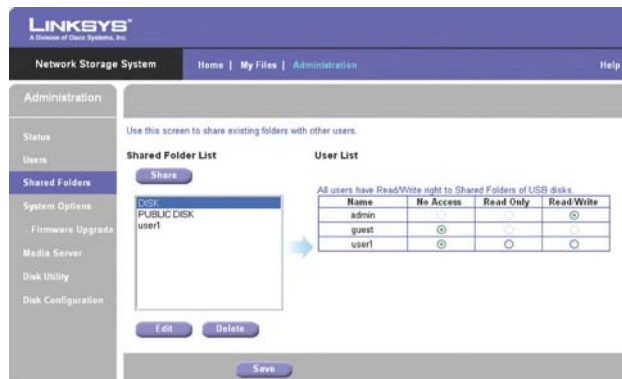 LINKSYS®
A Division of Cisco Systems, Inc.
Network Storage System
Home | My Files | Administration
Help
Administration
Status
Users
Shared Folders
System Options
- Firmware Upgrade
Media Server
Disk Utility
Disk Configuration
Use this screen to share existing folders with other users.
Shared Folder List
Share
DISK
PUBLIC DISK
user1
Edit Delete
User List
All users have Read/Write right to Shared Folders of USB disks.
Name No Access Read Only Read/Write
admin
guest
user1
Save